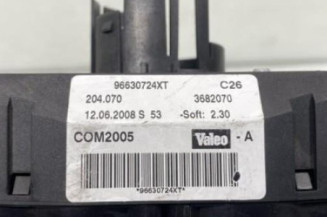 96630724XT C26
204.070 3682070
12.06.2008 S 53 -Soft: 2.30
COM2005 Valeo - A
*96630724XT*